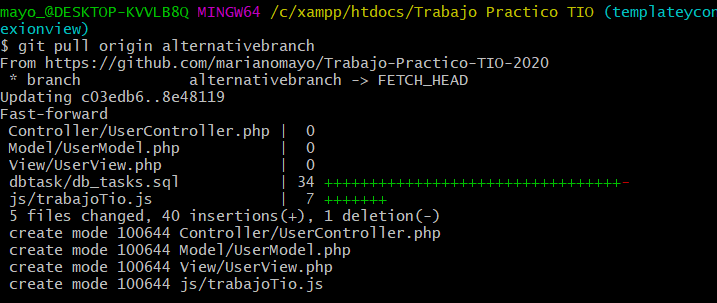 mayo_@DESKTOP-KVVLB8Q MINGW64 /c/xampp/htdocs/Trabajo Practico TIO (templateycon
exionview)
$ git pull origin alternativebranch
From https://github.com/marianomayo/Trabajo-Practico-TIO-2020
 * branch            alternativebranch -> FETCH_HEAD
Updating c03edb6..8e48119
Fast-forward
 Controller/UserController.php |  0
 Model/UserModel.php           |  0
 View/UserView.php             |  0
 dbtask/db_tasks.sql           | 34 +++++++++++++++++++++++++++++++++-
 js/trabajoTio.js              |  7 +++++++
 5 files changed, 40 insertions(+), 1 deletion(-)
 create mode 100644 Controller/UserController.php
 create mode 100644 Model/UserModel.php
 create mode 100644 View/UserView.php
 create mode 100644 js/trabajoTio.js